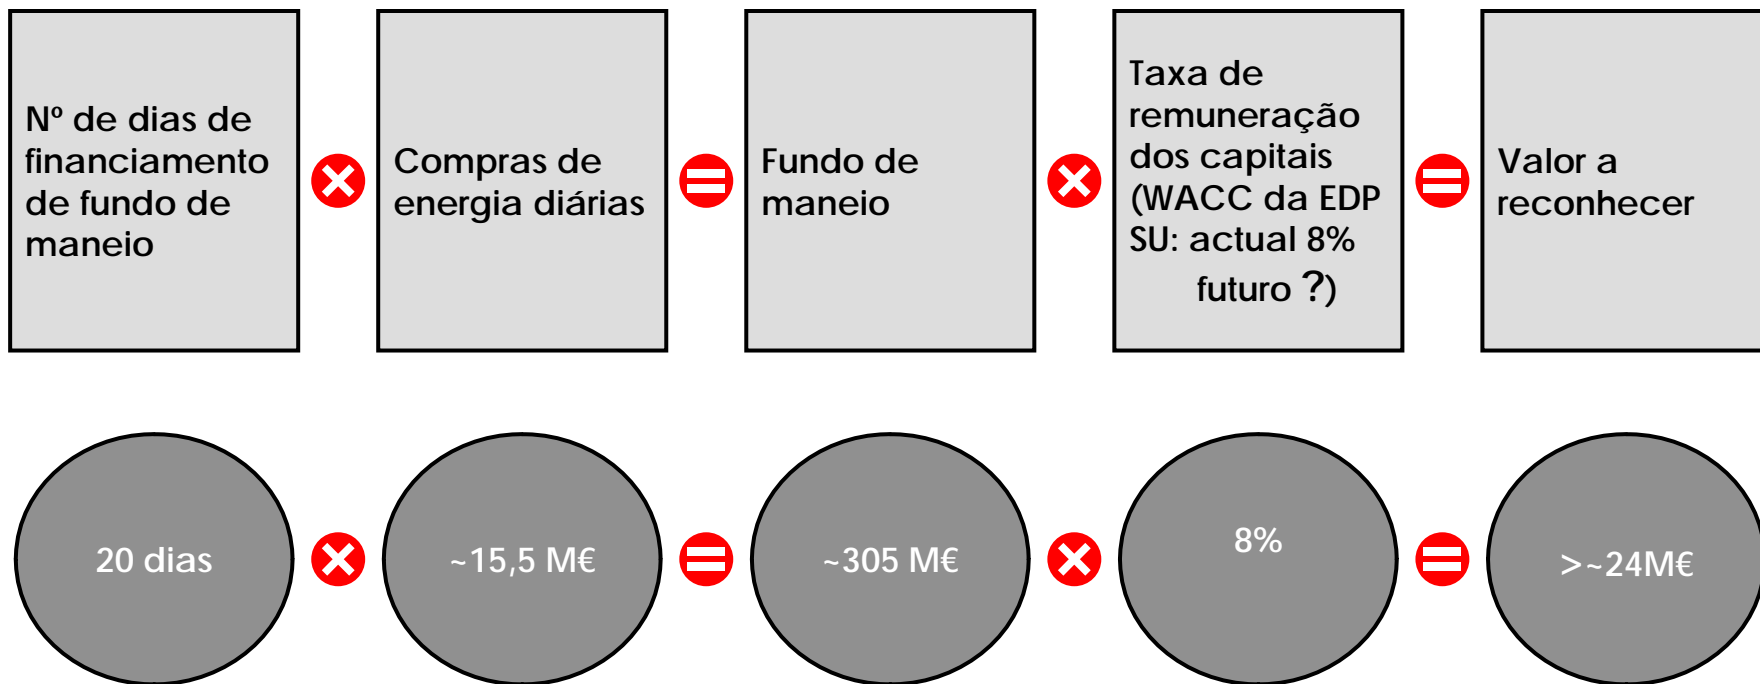 Nº de dias de
financiamento
de fundo de
maneio
Compras de
energia diárias
Fundo de
maneio
Taxa de
remuneração
dos capitais
(WACC da EDP
SU: actual 8%
futuro ?)
Valor a
reconhecer
20 dias
~15,5 M€
~305 M€
8%
>~24M€